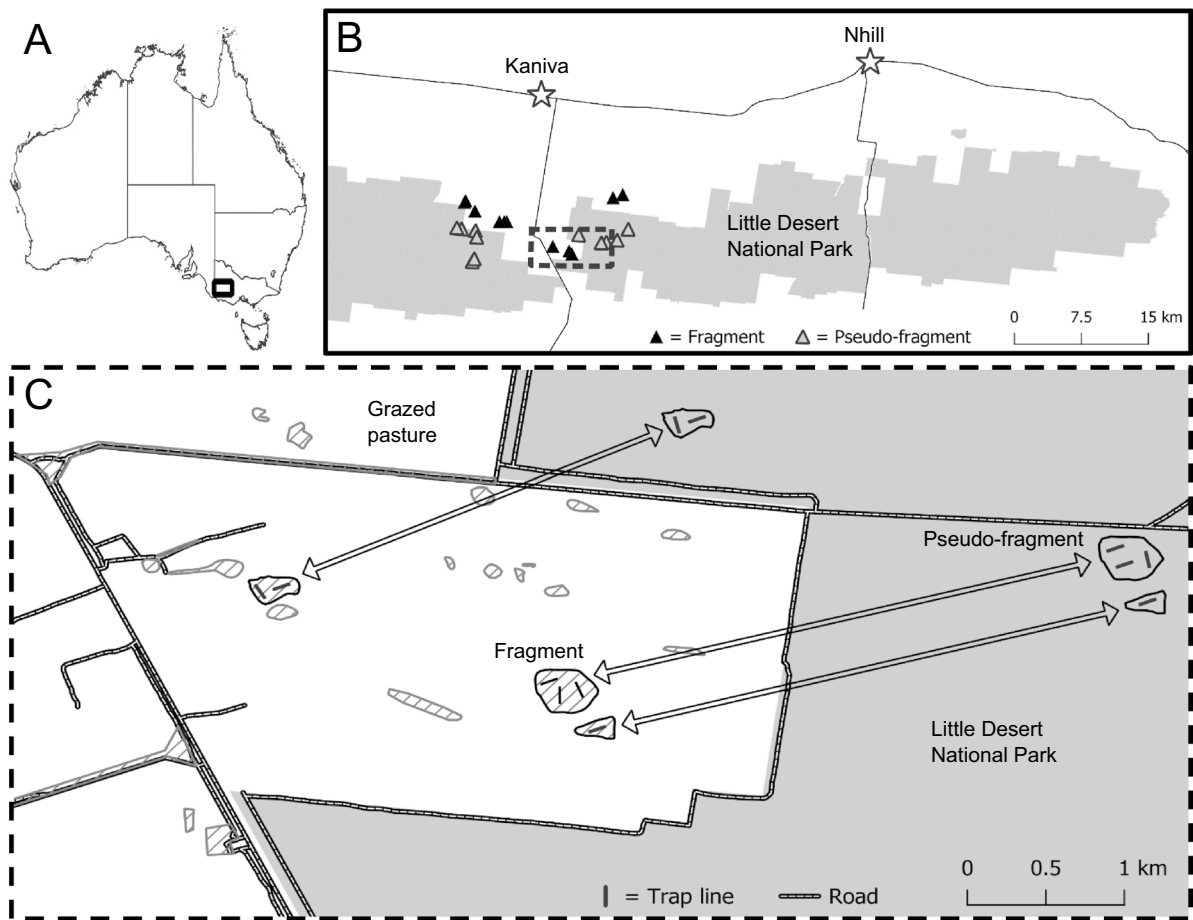 A
B
Nhill
Kaniva
Little Desert
National Park
= Fragment
= Pseudo-fragment
0 7.5 15 km
C
Grazed
pasture
Pseudo-fragment
Fragment
Little Desert
National Park
0 0.5 1 km
= Trap line
= Road